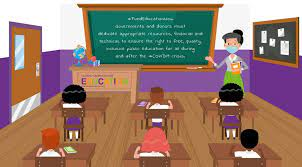 #FundEducationNow
Governments and donors must
dedicate appropriate resources, financial and
technical to ensure the right to free, quality,
inclusive public education for all during
and after the #Covid19 crisis.
EDUCATION